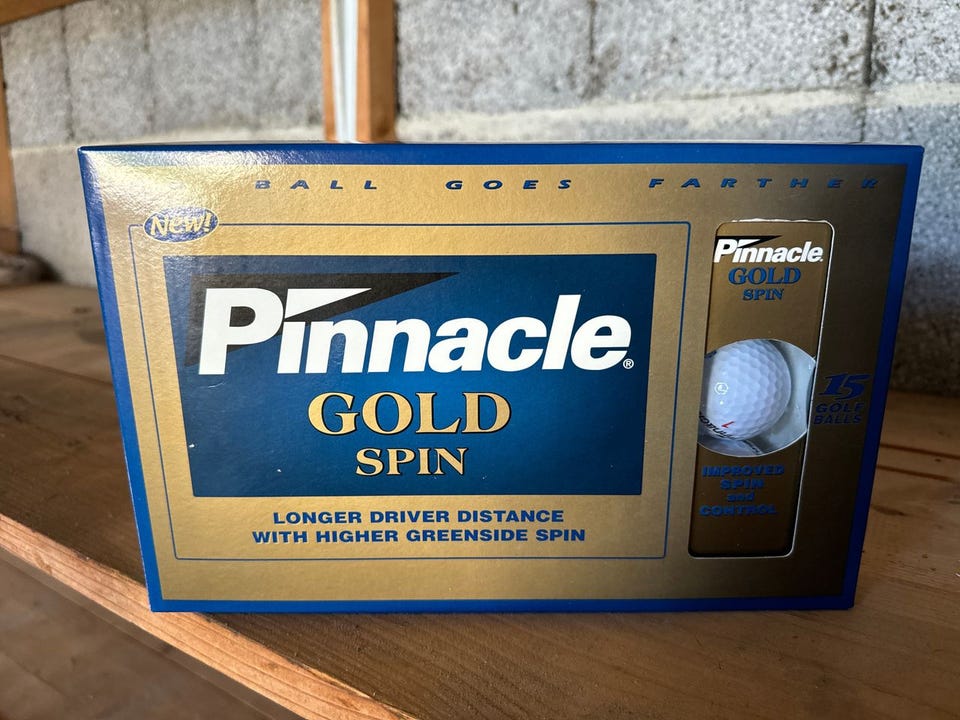 BALL GOES FARTHER
New!
Pinnacle®
GOLD
SPIN
LONGER DRIVER DISTANCE
WITH HIGHER GREENSIDE SPIN
Pinnacle®
GOLD
SPIN
15
GOLF
BALLS
IMPROVED
SPIN
and
CONTROL